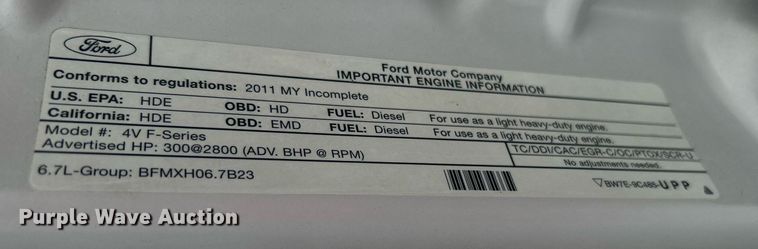 Ford
Ford Motor Company
IMPORTANT ENGINE INFORMATION
Conforms to regulations: 2011 MY Incomplete
U.S. EPA: HDE OBD: HD FUEL: Diesel For use as a light heavy-duty engine.
California: HDE OBD: EMD FUEL: Diesel For use as a light heavy-duty engine.
Model #: 4V F-Series
Advertised HP: 300@2800 (ADV. BHP @ RPM) TC/DDI/CAC/EGR-C/OC/PTOX/SCR-U
No adjustments needed.
6.7L-Group: BFMXH06.7B23
BW7E-9C485-UPP
Purple Wave Auction